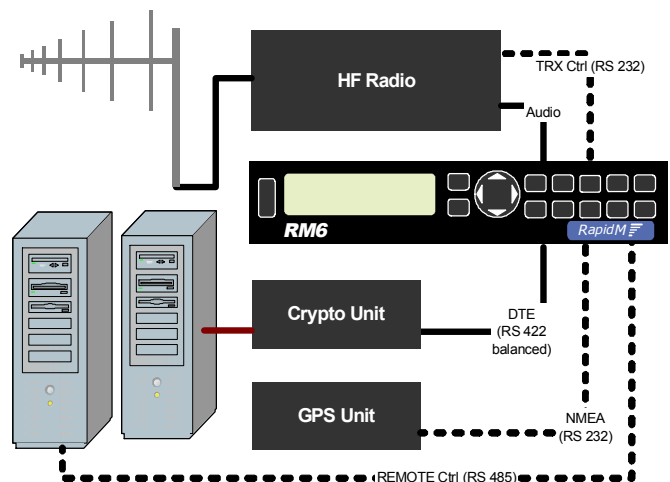 HF Radio
TRX Ctrl (RS 232)
Audio
RM6
RapidM
Crypto Unit
DTE
(RS 422
balanced)
GPS Unit
NMEA
(RS 232)
REMOTE Ctrl (RS 485)